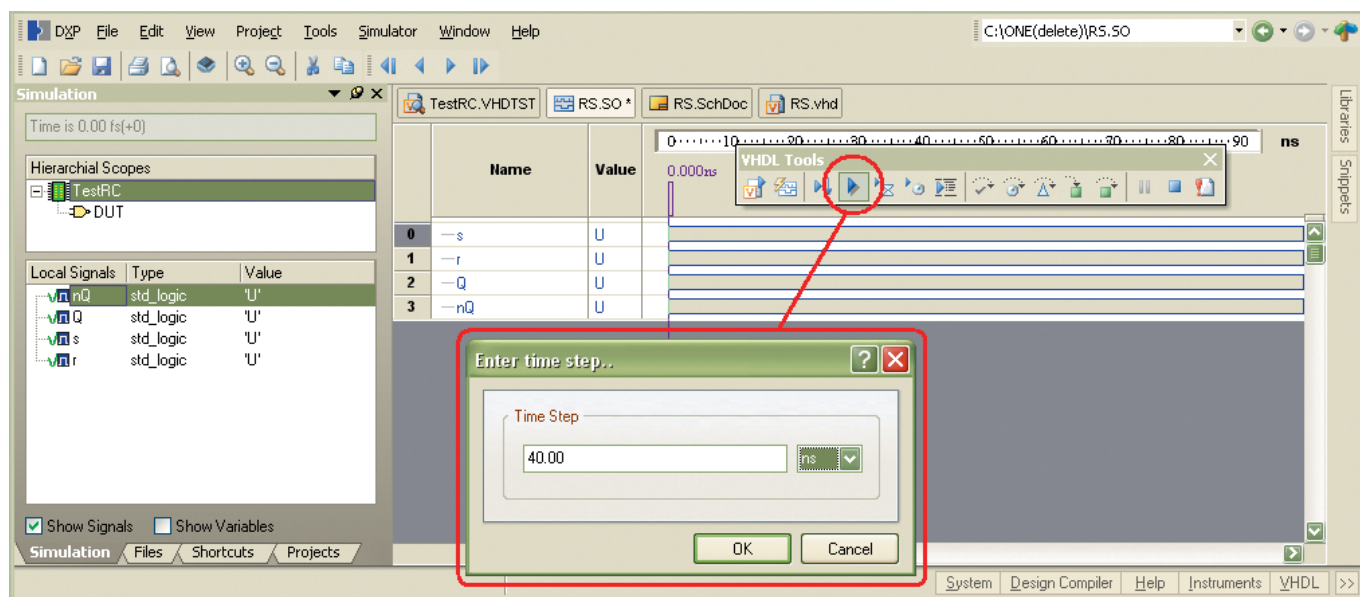 DXP File Edit View Project Tools Simulator Window Help C:\ONE(delete)\RS.SO
Simulation
Time is 0.00 fs(+0)
Hierarchial Scopes
TestRC
DUT
Local Signals Type Value
nQ std_logic 'U'
Q std_logic 'U'
s std_logic 'U'
r std_logic 'U'
Show Signals Show Variables
Simulation Files Shortcuts Projects
TestRC.VHDTST RS.SO * RS.SchDoc RS.vhd
Name Value
0 10 20 30 40 50 60 70 80 90 ns
0.000ns
VHDL Tools
0 s U
1 r U
2 Q U
3 nQ U
Enter time step..
Time Step
40.00 ns
OK Cancel
Libraries
Snippets
System Design Compiler Help Instruments VHDL >>